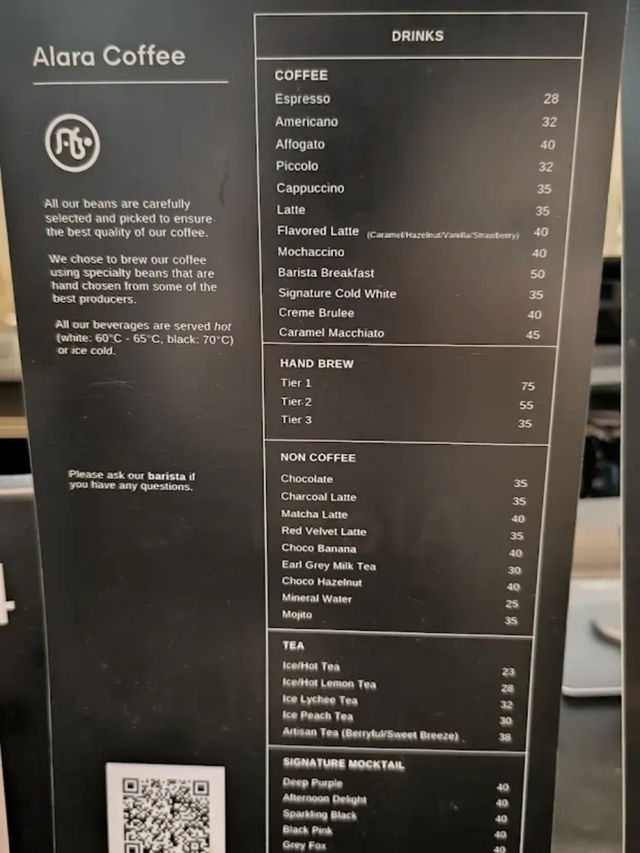 Alara Coffee
All our beans are carefully
selected and picked to ensure
the best quality of our coffee.
We chose to brew our coffee
using specialty beans that are
hand chosen from some of the
best producers.
All our beverages are served hot
(white: 60°C - 65°C, black: 70°C)
or ice cold.
Please ask our barista if
you have any questions.
DRINKS
COFFEE
Espresso 28
Americano 32
Affogato 40
Piccolo 32
Cappuccino 35
Latte 35
Flavored Latte (Caramel/Hazelnut/Vanilla/Strawberry) 40
Mochaccino 40
Barista Breakfast 50
Signature Cold White 35
Creme Brulee 40
Caramel Macchiato 45
HAND BREW
Tier 1 75
Tier 2 55
Tier 3 35
NON COFFEE
Chocolate 35
Charcoal Latte 35
Matcha Latte 40
Red Velvet Latte 35
Choco Banana 40
Earl Grey Milk Tea 30
Choco Hazelnut 40
Mineral Water 25
Mojito 35
TEA
Ice/Hot Tea 23
Ice/Hot Lemon Tea 28
Ice Lychee Tea 32
Ice Peach Tea 30
Artisan Tea (Berryful/Sweet Breeze) 38
SIGNATURE MOCKTAIL
Deep Purple 40
Afternoon Delight 40
Sparkling Black 40
Black Pink 40
Grey Fox 40